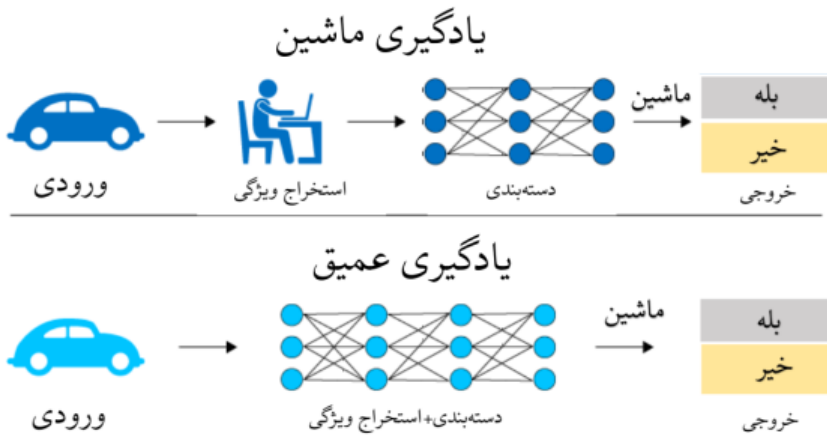 یادگیری ماشین
ماشین
بله
خیر
ورودی
استخراج ویژگی
دسته‌بندی
خروجی
یادگیری عمیق
ماشین
بله
خیر
ورودی
دسته‌بندی+استخراج ویژگی
خروجی